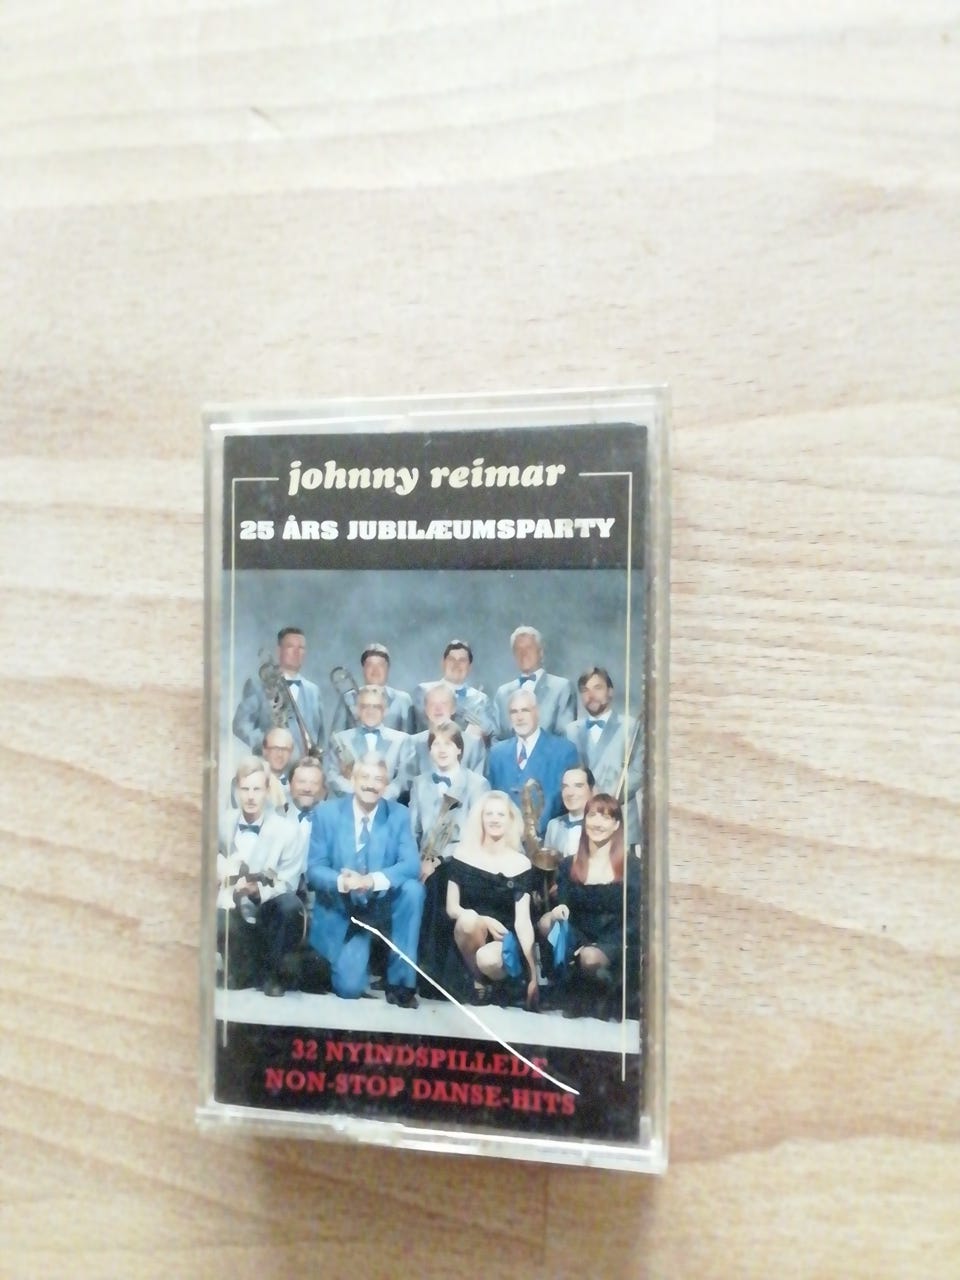 johnny reimar
25 ÅRS JUBILÆUMSPARTY
32 NYINDSPILLEDE
NON-STOP DANSE-HITS